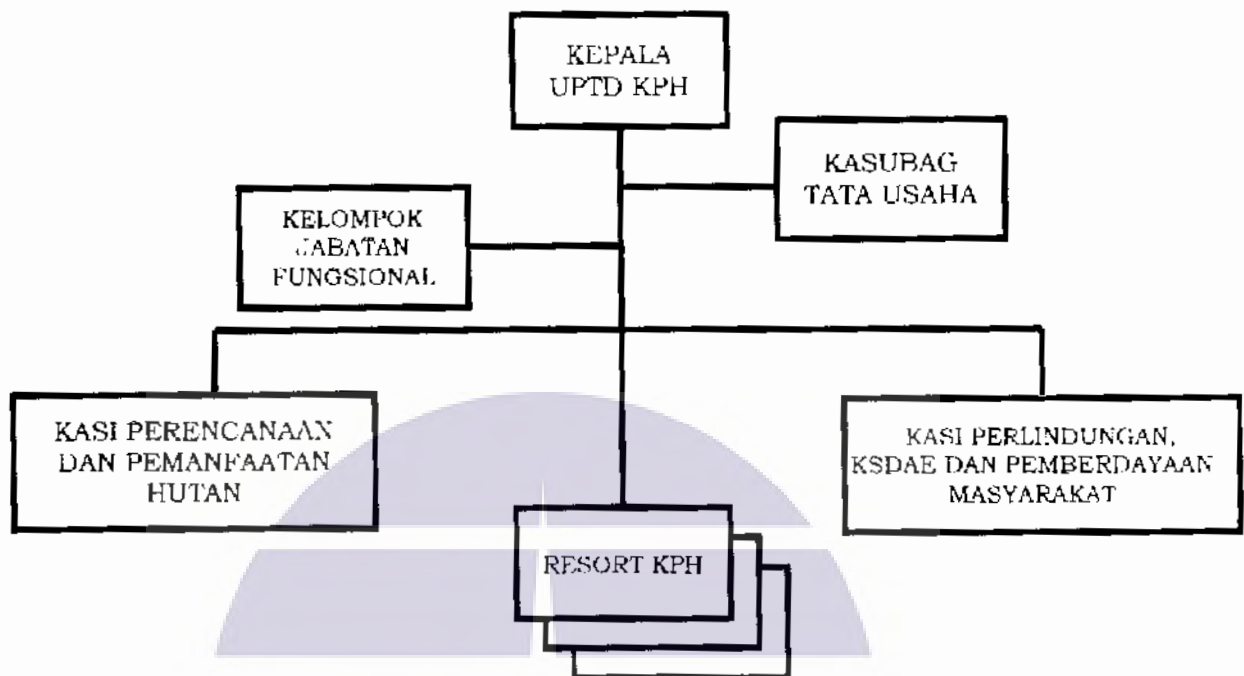 KEPALA
UPTD KPH
KASUBAG
TATA USAHA
KELOMPOK
JABATAN
FUNGSIONAL
KASI PERENCANAAN
DAN PEMANFAATAN
HUTAN
KASI PERLINDUNGAN,
KSDAE DAN PEMBERDAYAAN
MASYARAKAT
RESORT KPH